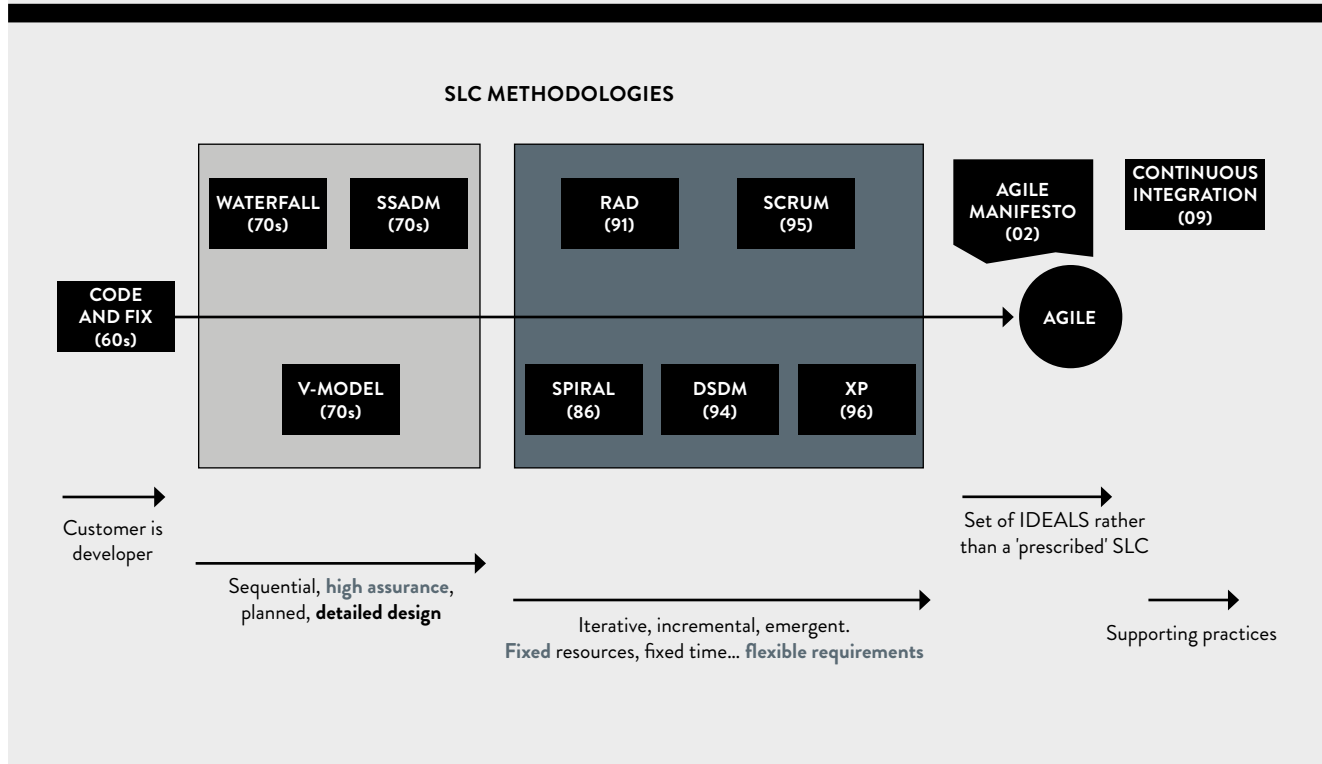 SLC METHODOLOGIES
WATERFALL
(70s)
SSADM
(70s)
RAD
(91)
SCRUM
(95)
AGILE
MANIFESTO
(02)
CONTINUOUS
INTEGRATION
(09)
CODE
AND FIX
(60s)
AGILE
V-MODEL
(70s)
SPIRAL
(86)
DSDM
(94)
XP
(96)
Customer is
developer
Sequential, high assurance,
planned, detailed design
Iterative, incremental, emergent.
Fixed resources, fixed time... flexible requirements
Set of IDEALS rather
than a 'prescribed' SLC
Supporting practices